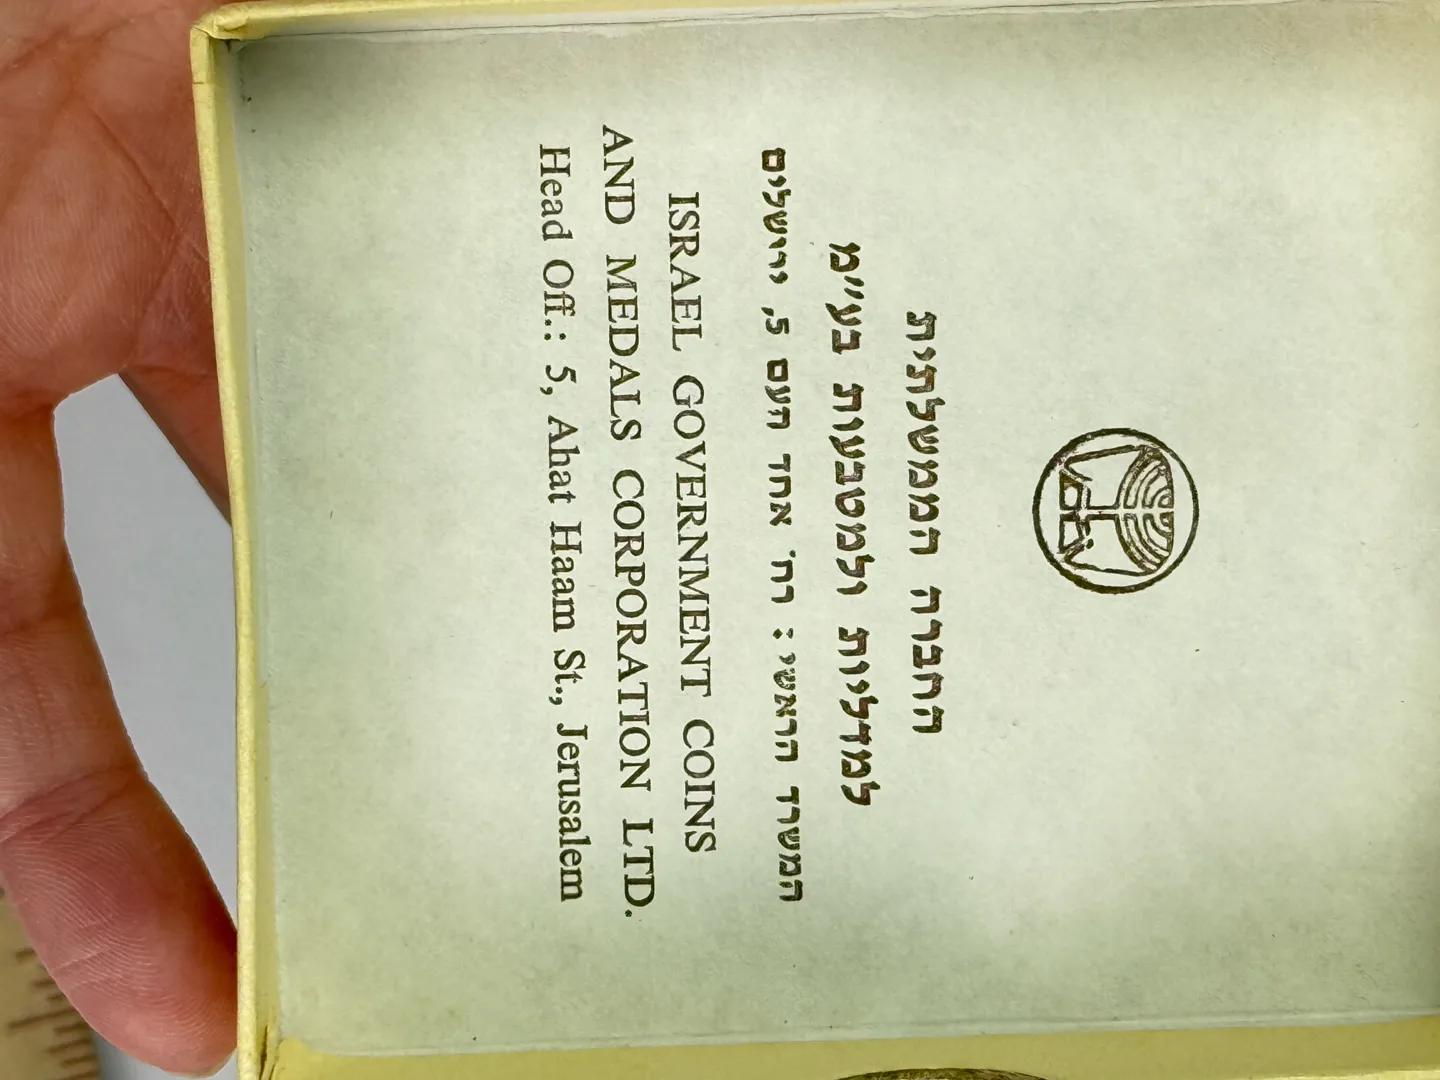 החברה הממשלתית
למדליות ולמטבעות בע״מ
המשרד הראשי: רח׳ אחד העם 5, ירושלים
ISRAEL GOVERNMENT COINS
AND MEDALS CORPORATION LTD.
Head Off.: 5, Ahat Haam St., Jerusalem